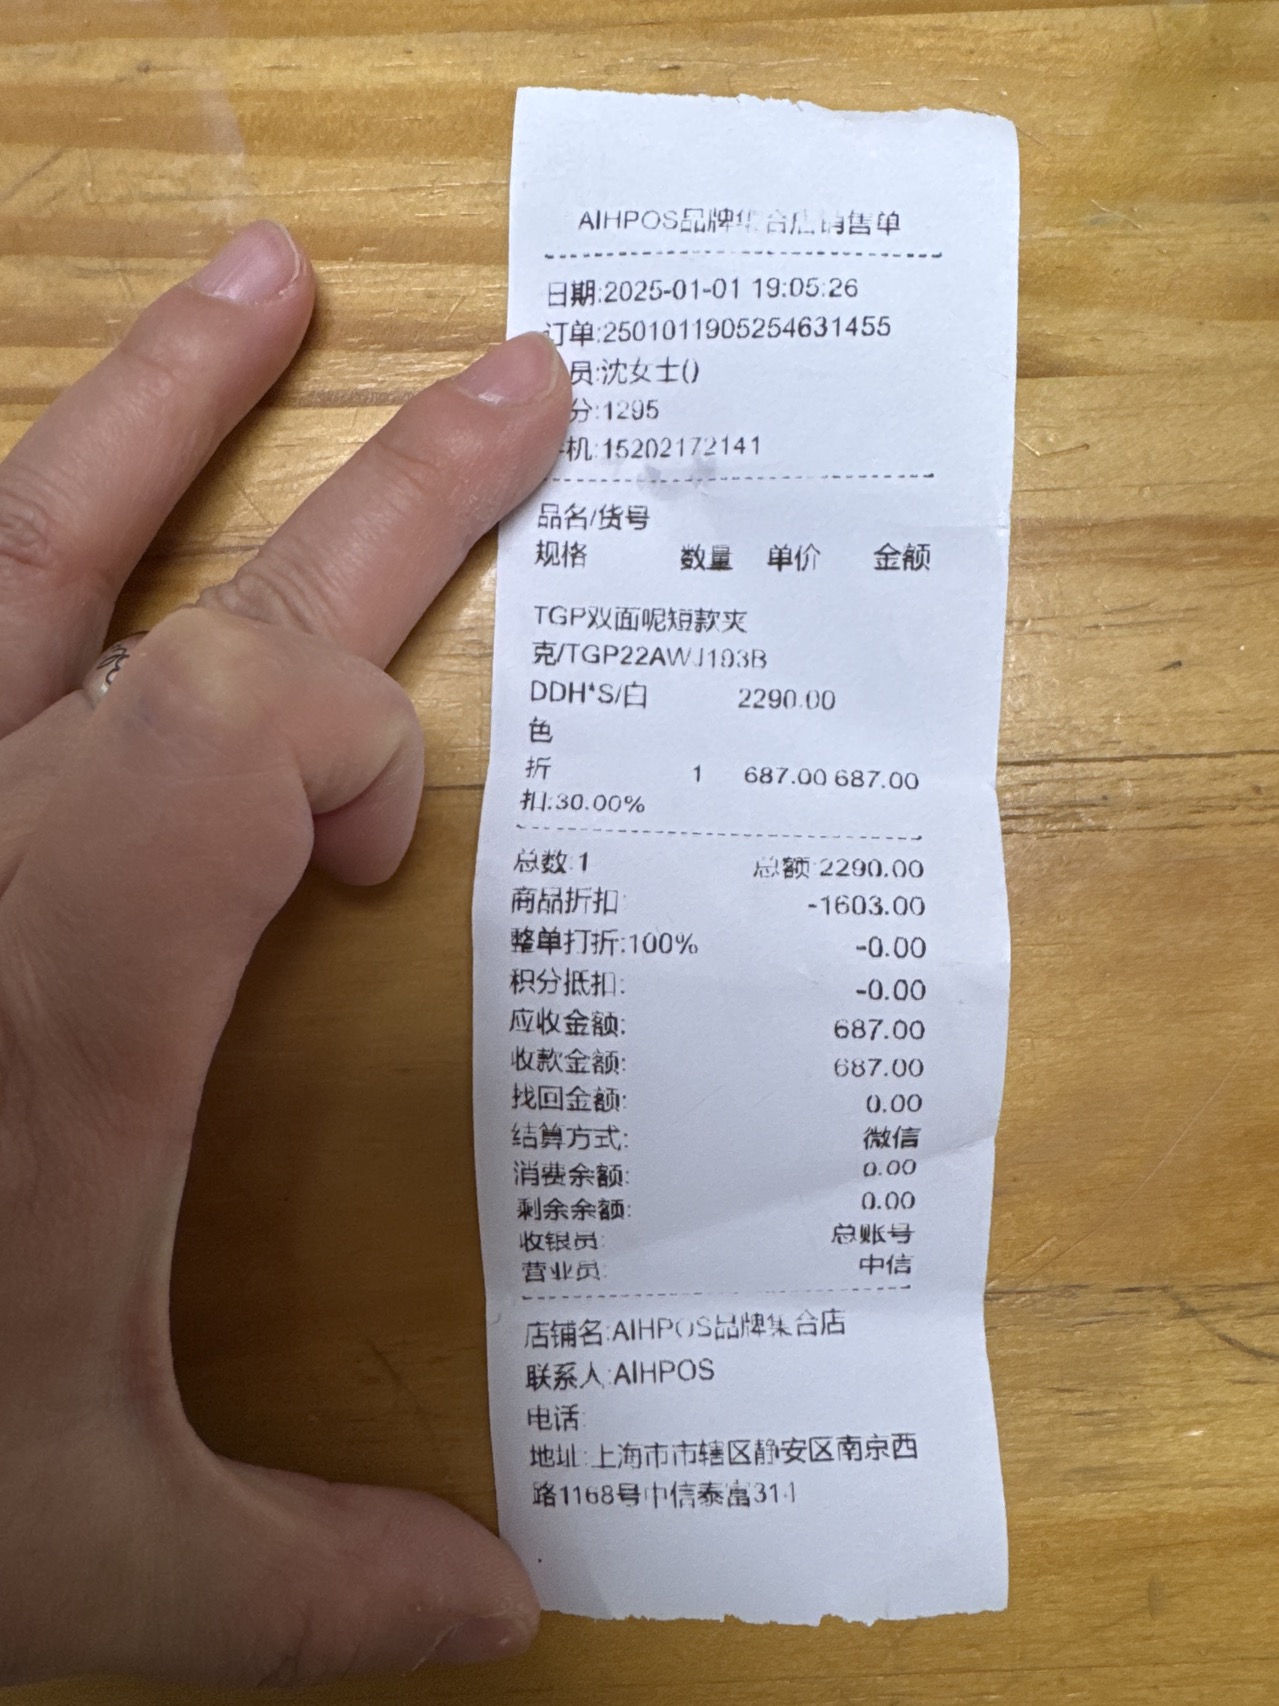 AIHPOS品牌集合店销售单
日期:2025-01-01 19:05:26
订单:2501011905254631455
员:沈女士()
分:1295
机:15202172141
品名/货号
规格 数量 单价 金额
TGP双面呢短款夹
克/TGP22AWJ193B
DDH*S/白 2290.00
色
折 1 687.00 687.00
扣:30.00%
总数:1 总额:2290.00
商品折扣: -1603.00
整单打折:100% -0.00
积分抵扣: -0.00
应收金额: 687.00
收款金额: 687.00
找回金额: 0.00
结算方式: 微信
消费余额: 0.00
剩余余额: 0.00
收银员: 总账号
营业员: 中信
店铺名:AIHPOS品牌集合店
联系人:AIHPOS
电话:
地址:上海市市辖区静安区南京西
路1168号中信泰富314